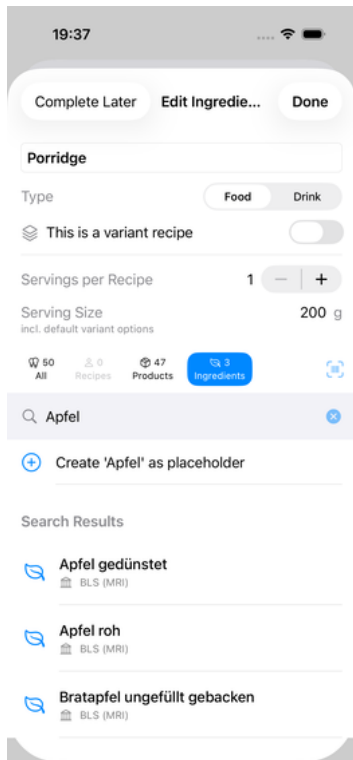 19:37
Complete Later Edit Ingredie... Done
Porridge
Type Food Drink
This is a variant recipe
Servings per Recipe 1 − +
Serving Size 200 g
incl. default variant options
50 0 47 3
All Recipes Products Ingredients
Apfel
Create 'Apfel' as placeholder
Search Results
Apfel gedünstet
BLS (MRI)
Apfel roh
BLS (MRI)
Bratapfel ungefüllt gebacken
BLS (MRI)